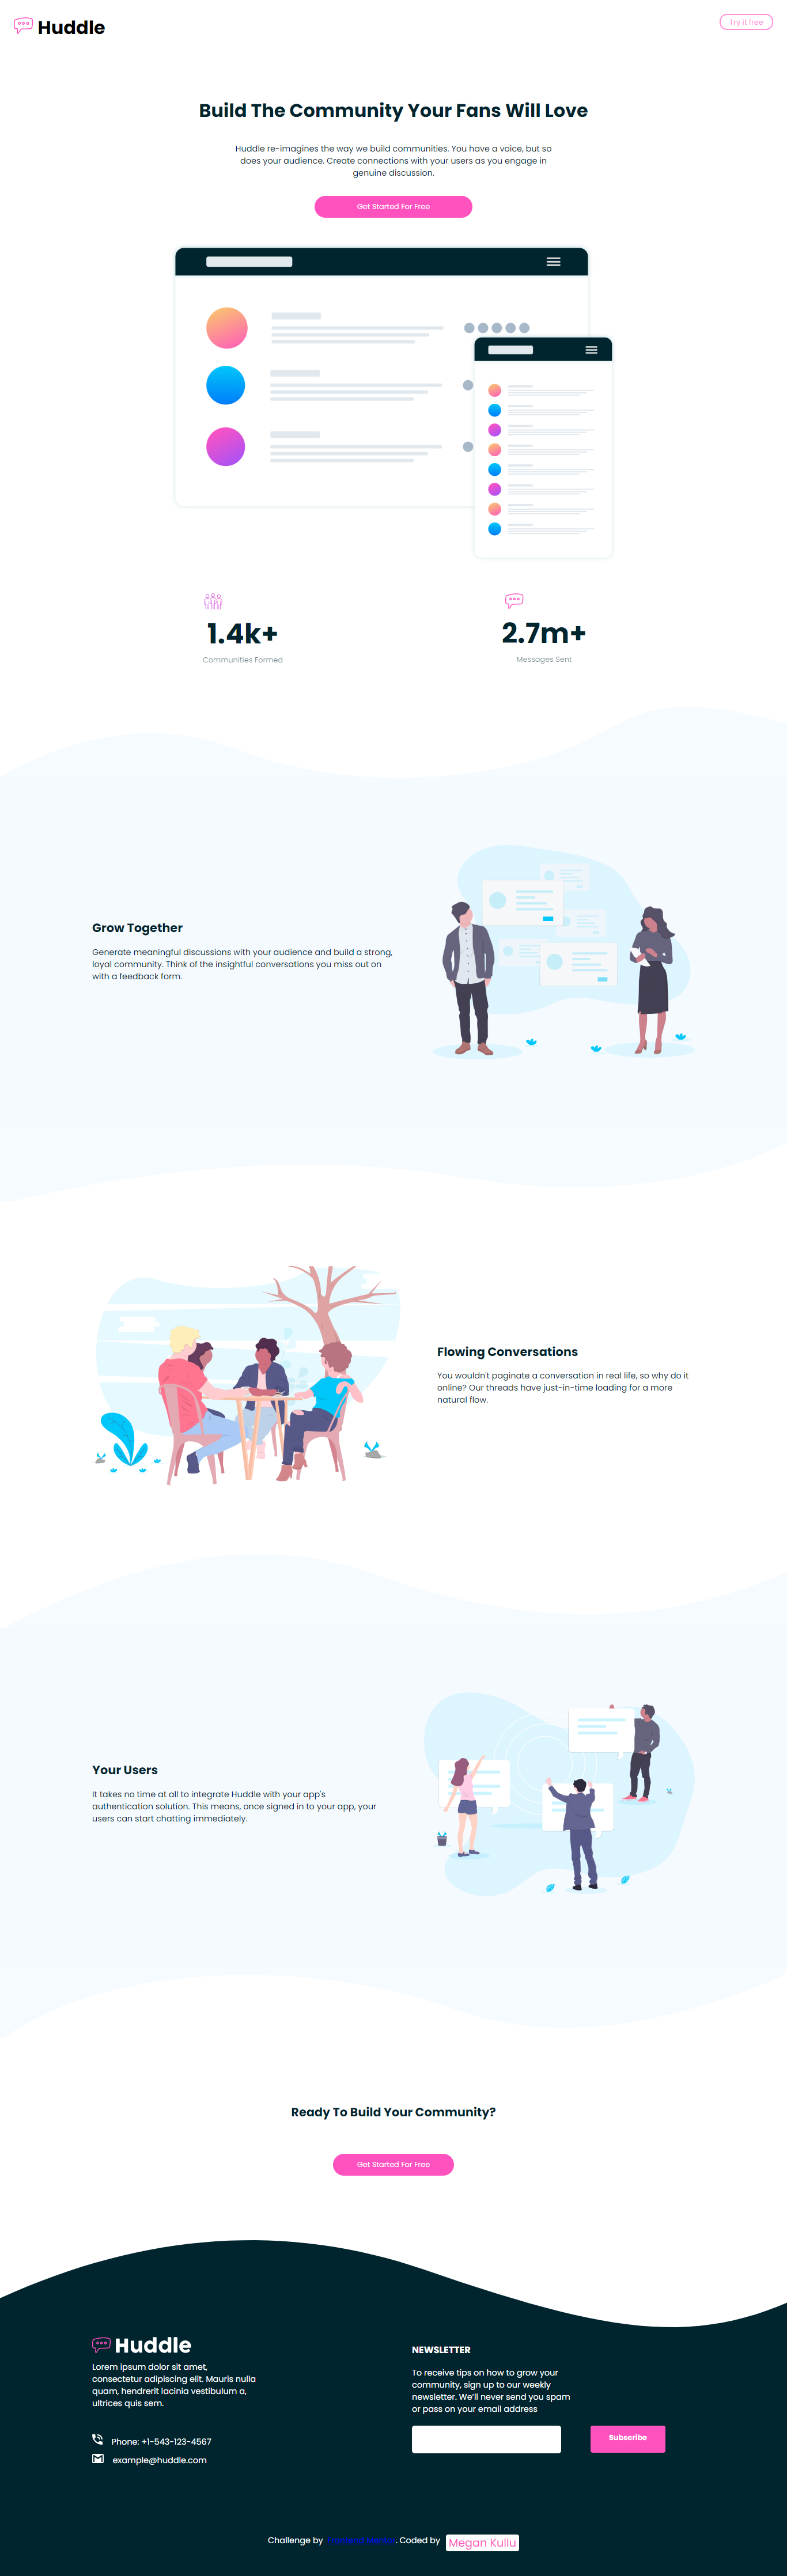 Huddle
Try it free
Build The Community Your Fans Will Love
Huddle re-imagines the way we build communities. You have a voice, but so
does your audience. Create connections with your users as you engage in
genuine discussion.
Get Started For Free
1.4k+
Communities Formed
2.7m+
Messages Sent
Grow Together
Generate meaningful discussions with your audience and build a strong,
loyal community. Think of the insightful conversations you miss out on
with a feedback form.
Flowing Conversations
You wouldn't paginate a conversation in real life, so why do it
online? Our threads have just-in-time loading for a more
natural flow.
Your Users
It takes no time at all to integrate Huddle with your app's
authentication solution. This means, once signed in to your app, your
users can start chatting immediately.
Ready To Build Your Community?
Get Started For Free
Huddle
Lorem ipsum dolor sit amet,
consectetur adipiscing elit. Mauris nulla
quam, hendrerit lacinia vestibulum a,
ultrices quis sem.
Phone: +1-543-123-4567
example@huddle.com
NEWSLETTER
To receive tips on how to grow your
community, sign up to our weekly
newsletter. We'll never send you spam
or pass on your email address
Subscribe
Challenge by Frontend Mentor. Coded by Megan Kullu